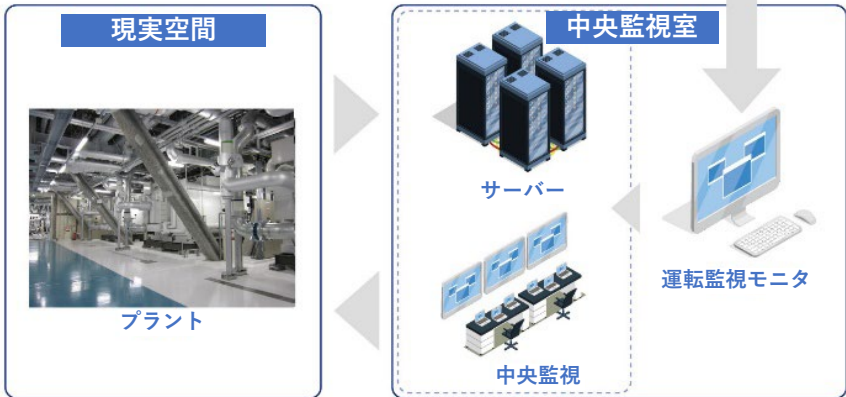 現実空間
プラント
中央監視室
サーバー
中央監視
運転監視モニタ